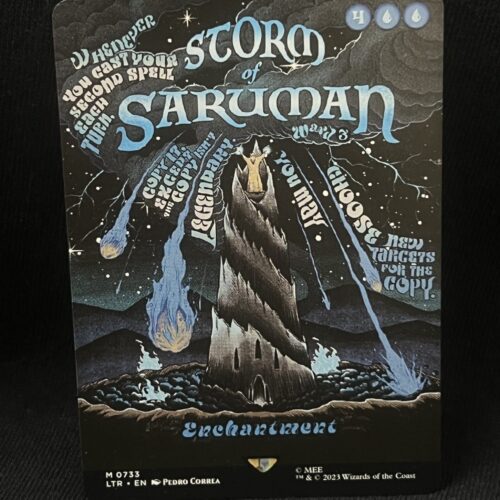 STORM
of
SARUMAN
4
WHENEVER
YOU CAST YOUR
SECOND SPELL
EACH
TURN,
WARD 3
COPY IT,
EXCEPT
THE COPY ISN'T
LEGENDARY.
YOU MAY
CHOOSE NEW
TARGETS
FOR THE
COPY.
Enchantment
M 0733
LTR • EN PEDRO CORREA
© MEE
™ & © 2023 Wizards of the Coast